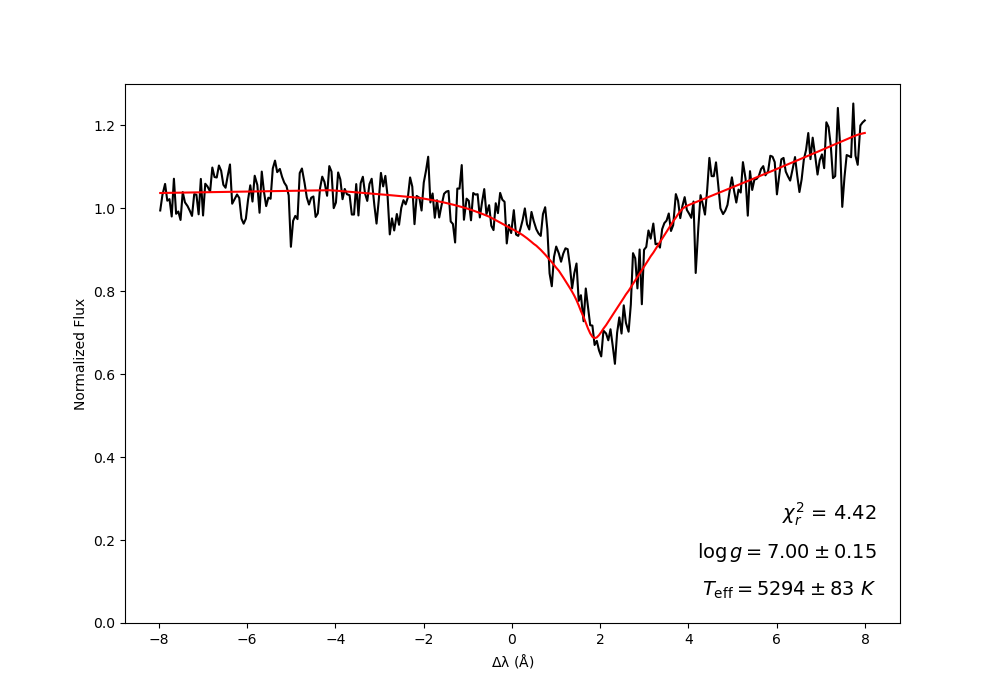 1.2
1.0
0.8
0.6
0.4
0.2
0.0
Normalized Flux
χ²ᵣ = 4.42
log g = 7.00 ± 0.15
T_eff = 5294 ± 83 K
−8 −6 −4 −2 0 2 4 6 8
Δλ (Å)